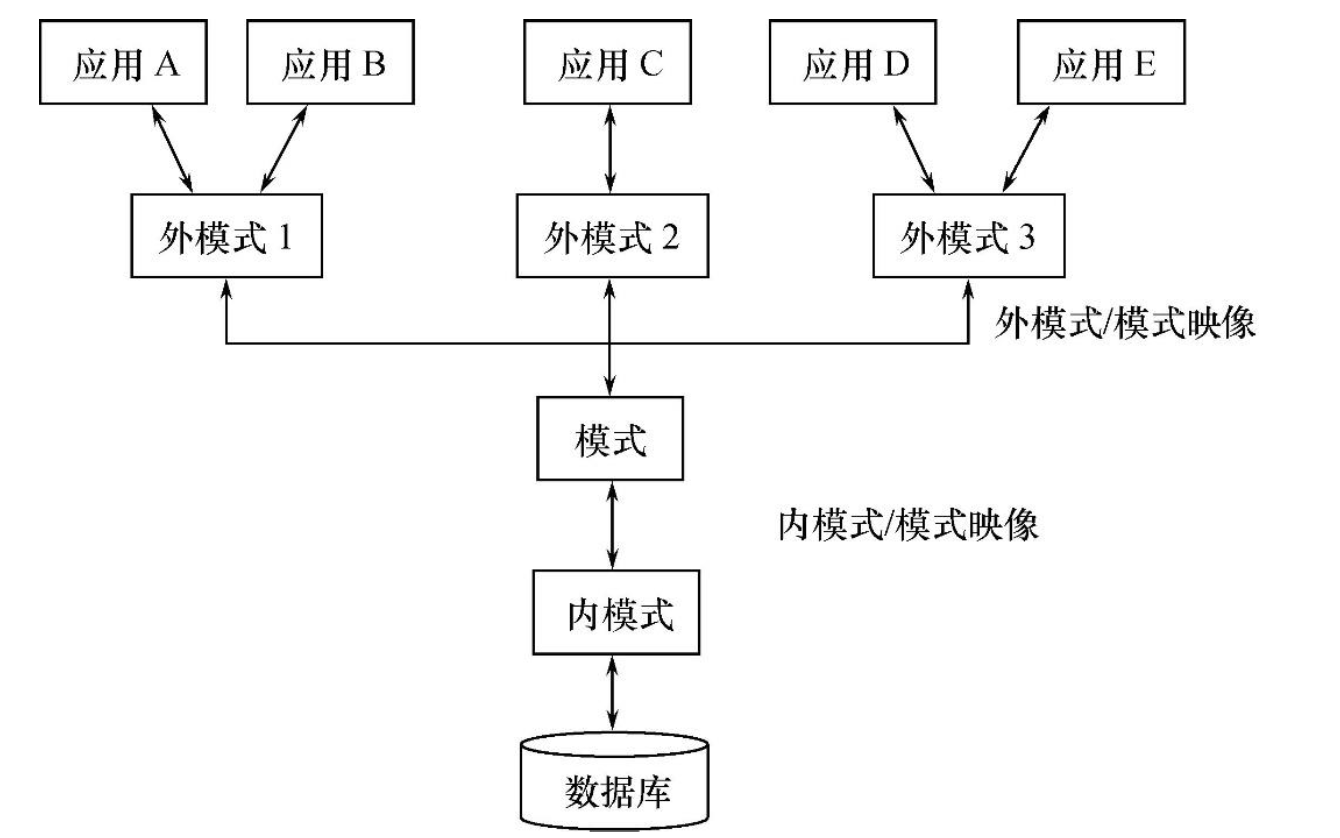 应用 A
应用 B
应用 C
应用 D
应用 E
外模式 1
外模式 2
外模式 3
外模式/模式映像
模式
内模式/模式映像
内模式
数据库